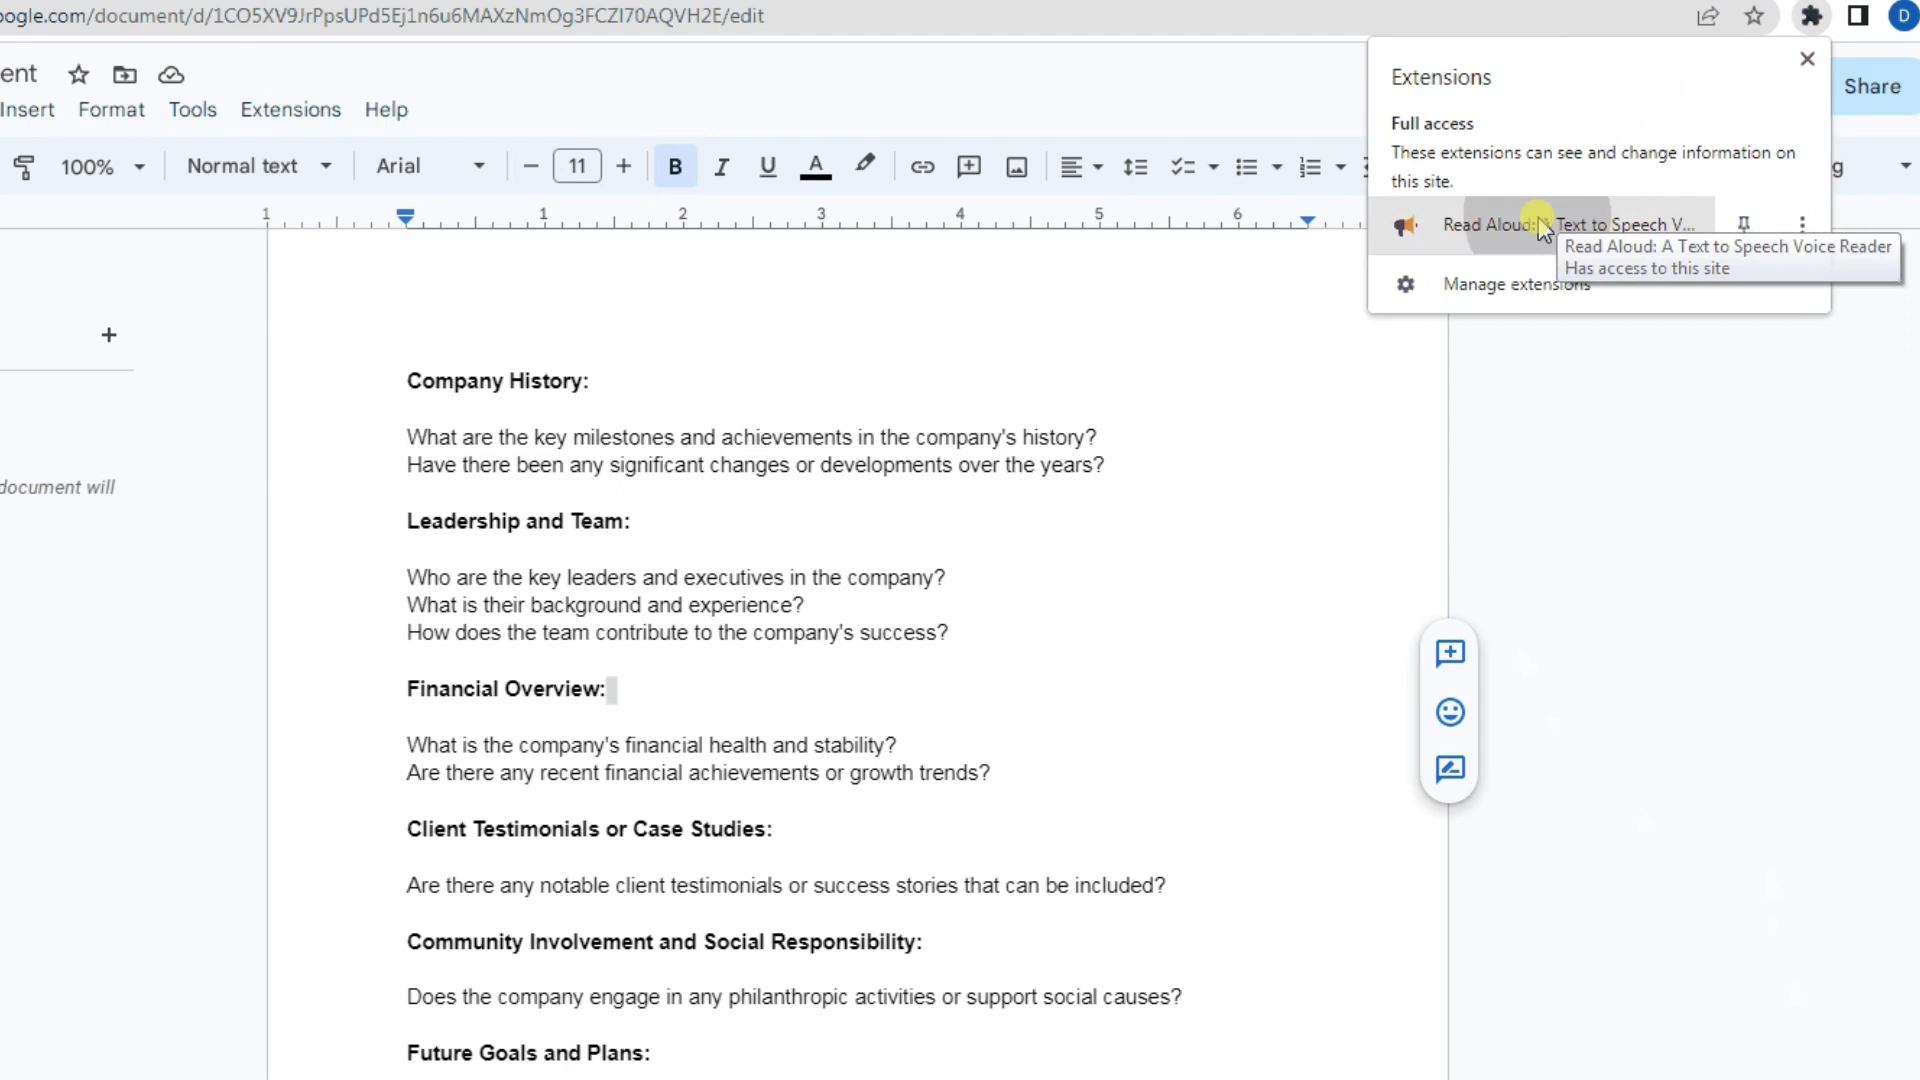 oogle.com/document/d/1CO5XV9JrPpsUPd5Ej1n6u6MAXzNmOg3FCZI70AQVH2E/edit
D
ent
Share
Insert Format Tools Extensions Help
100% Normal text Arial 11 B I U A
g
Extensions
Full access
These extensions can see and change information on
this site.
Read Aloud: A Text to Speech V...
Read Aloud: A Text to Speech Voice Reader
Has access to this site
Manage extensions
1 1 2 3 4 5 6
document will
Company History:
What are the key milestones and achievements in the company's history?
Have there been any significant changes or developments over the years?
Leadership and Team:
Who are the key leaders and executives in the company?
What is their background and experience?
How does the team contribute to the company's success?
Financial Overview:
What is the company's financial health and stability?
Are there any recent financial achievements or growth trends?
Client Testimonials or Case Studies:
Are there any notable client testimonials or success stories that can be included?
Community Involvement and Social Responsibility:
Does the company engage in any philanthropic activities or support social causes?
Future Goals and Plans: